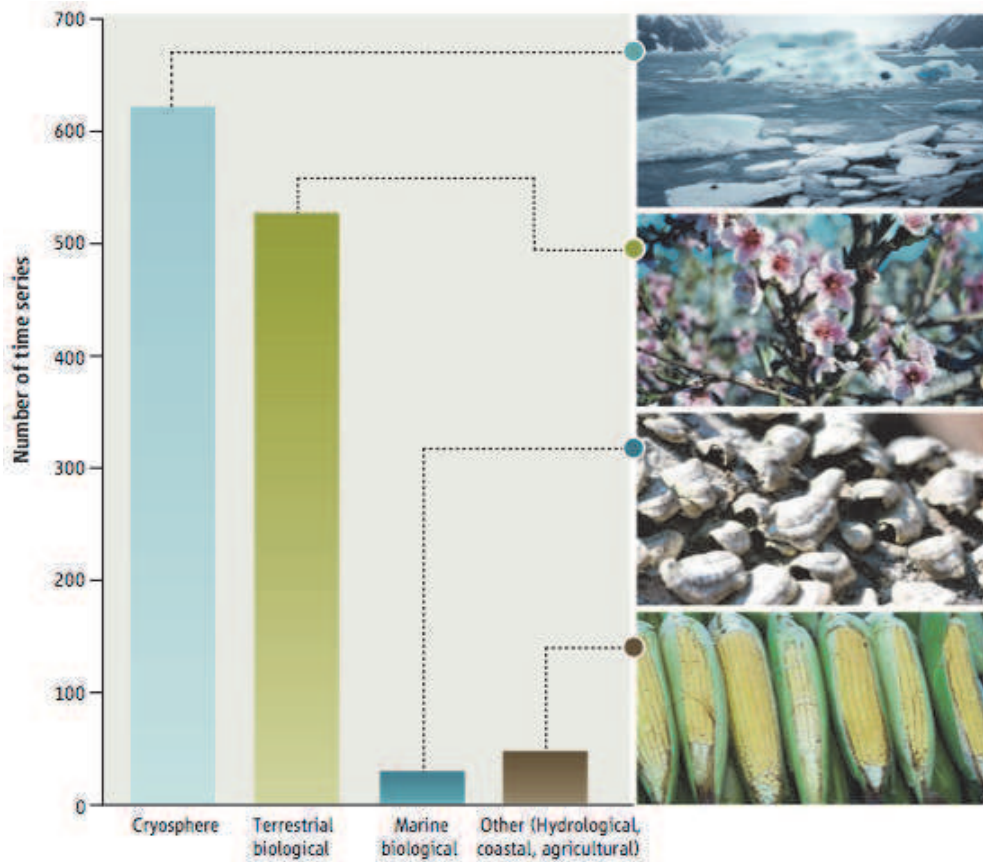 700
600
500
400
300
200
100
0
Number of time series
Cryosphere
Terrestrial
biological
Marine
biological
Other (Hydrological,
coastal, agricultural)